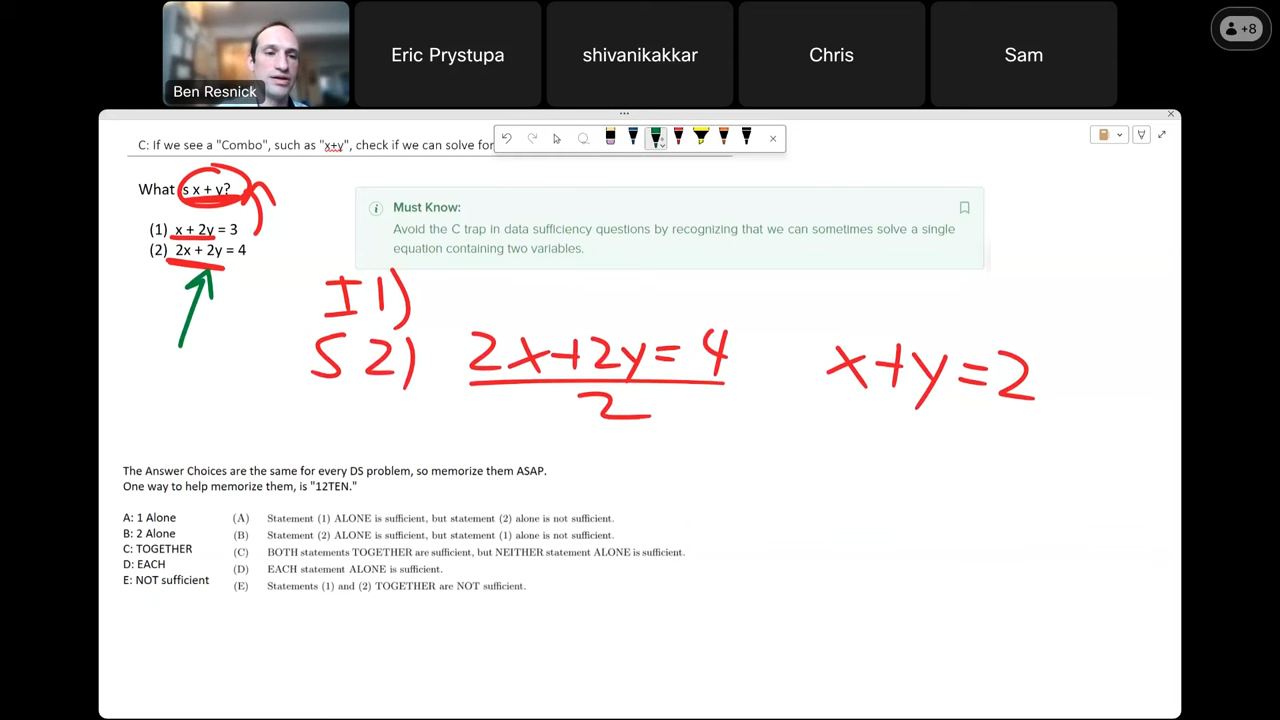 Eric Prystupa
shivanikakkar
Chris
Sam
+8
Ben Resnick
C: If we see a "Combo", such as "x+y", check if we can solve for
What is x + y?
(1) x + 2y = 3
(2) 2x + 2y = 4
Must Know:
Avoid the C trap in data sufficiency questions by recognizing that we can sometimes solve a single
equation containing two variables.
I 1)
S 2) 2x+2y=4 x+y=2
2
The Answer Choices are the same for every DS problem, so memorize them ASAP.
One way to help memorize them, is "12TEN."
A: 1 Alone (A) Statement (1) ALONE is sufficient, but statement (2) alone is not sufficient.
B: 2 Alone (B) Statement (2) ALONE is sufficient, but statement (1) alone is not sufficient.
C: TOGETHER (C) BOTH statements TOGETHER are sufficient, but NEITHER statement ALONE is sufficient.
D: EACH (D) EACH statement ALONE is sufficient.
E: NOT sufficient (E) Statements (1) and (2) TOGETHER are NOT sufficient.